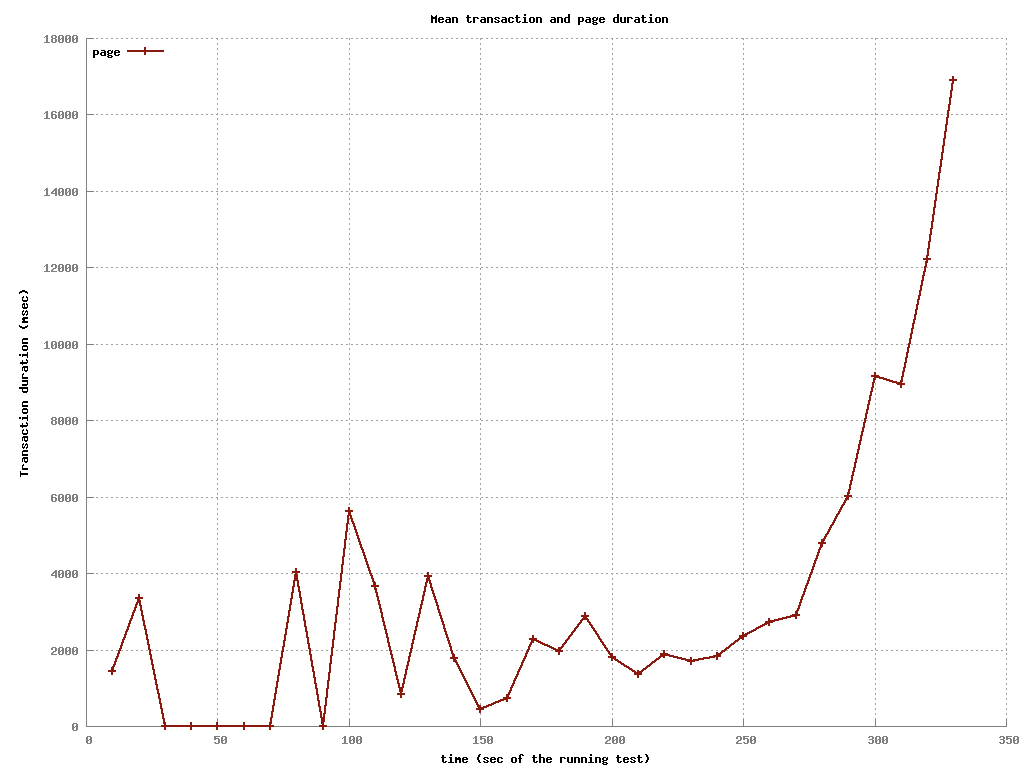 Mean transaction and page duration
page
18000
16000
14000
12000
10000
8000
6000
4000
2000
0
Transaction duration (msec)
0 50 100 150 200 250 300 350
time (sec of the running test)